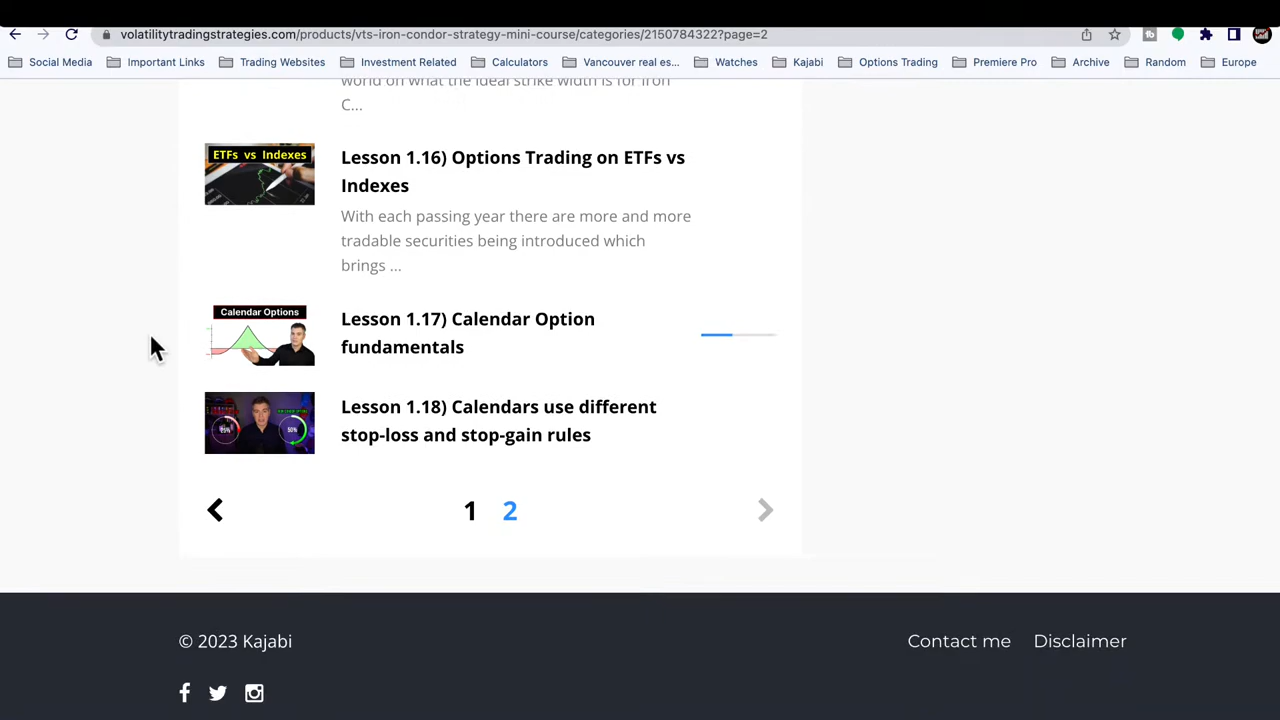 volatilitytradingstrategies.com/products/vts-iron-condor-strategy-mini-course/categories/2150784322?page=2
Social Media Important Links Trading Websites Investment Related Calculators Vancouver real es... Watches Kajabi Options Trading Premiere Pro Archive Random Europe
world on what the ideal strike width is for Iron
C...
ETFs vs Indexes
Lesson 1.16) Options Trading on ETFs vs
Indexes
With each passing year there are more and more
tradable securities being introduced which
brings ...
Calendar Options
Lesson 1.17) Calendar Option
fundamentals
Lesson 1.18) Calendars use different
stop-loss and stop-gain rules
25%
50%
1 2
© 2023 Kajabi
Contact me Disclaimer